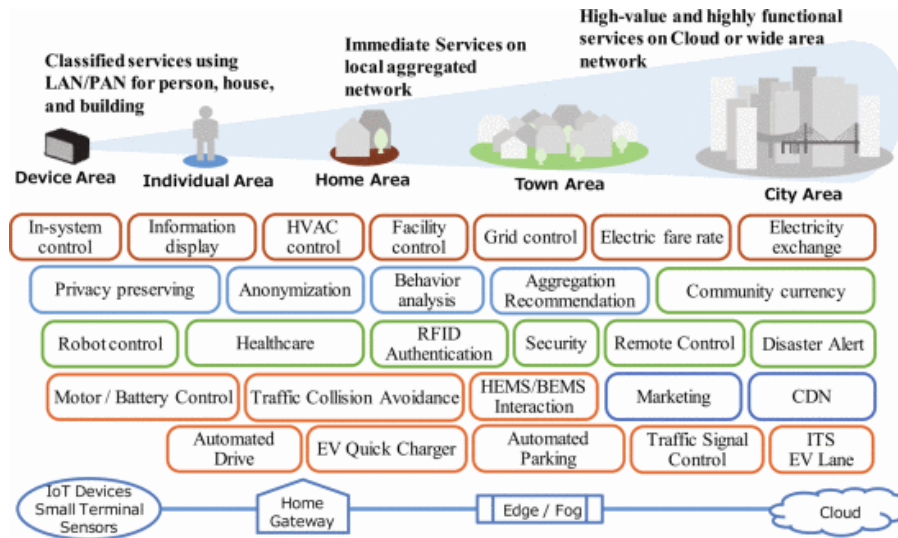 High-value and highly functional
services on Cloud or wide area
network
Immediate Services on
local aggregated
network
Classified services using
LAN/PAN for person, house,
and building
Device Area
Individual Area
Home Area
Town Area
City Area
In-system
control
Information
display
HVAC
control
Facility
control
Grid control
Electric fare rate
Electricity
exchange
Privacy preserving
Anonymization
Behavior
analysis
Aggregation
Recommendation
Community currency
Robot control
Healthcare
RFID
Authentication
Security
Remote Control
Disaster Alert
Motor / Battery Control
Traffic Collision Avoidance
HEMS/BEMS
Interaction
Marketing
CDN
Automated
Drive
EV Quick Charger
Automated
Parking
Traffic Signal
Control
ITS
EV Lane
IoT Devices
Small Terminal
Sensors
Home
Gateway
Edge / Fog
Cloud